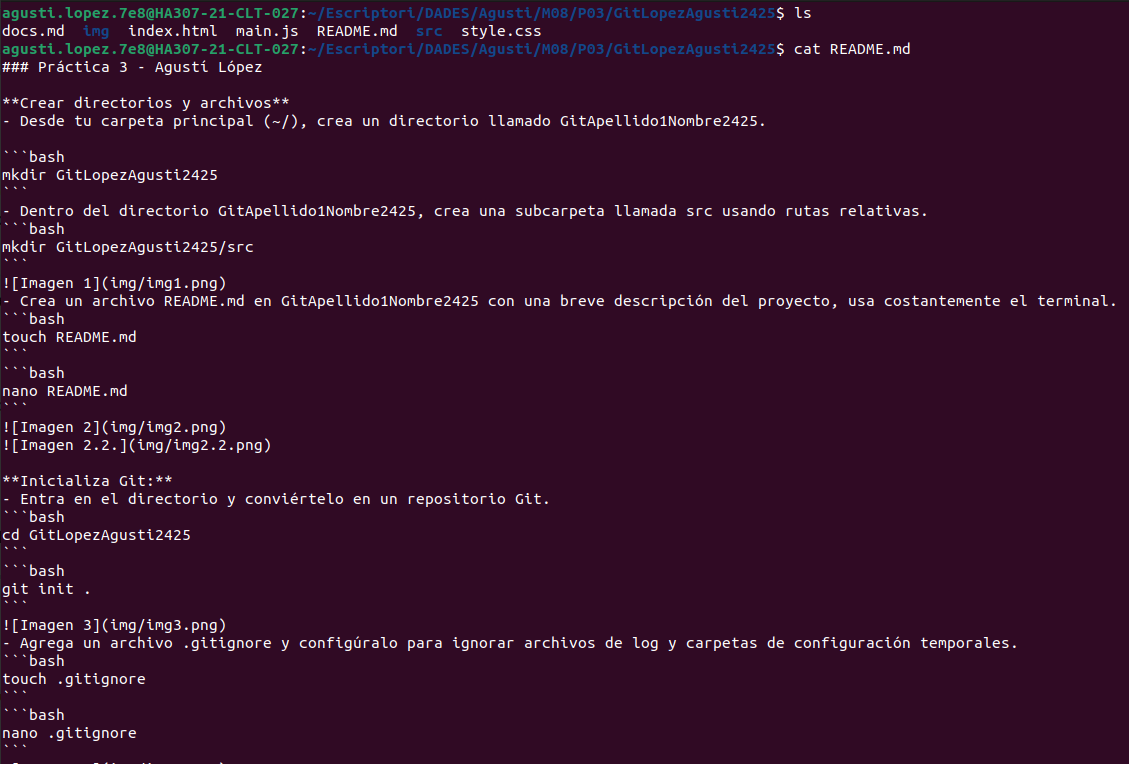 agusti.lopez.7e8@HA307-21-CLT-027:~/Escriptori/DADES/Agusti/M08/P03/GitLopezAgusti2425$ ls
docs.md  img  index.html  main.js  README.md  src  style.css
agusti.lopez.7e8@HA307-21-CLT-027:~/Escriptori/DADES/Agusti/M08/P03/GitLopezAgusti2425$ cat README.md
### Práctica 3 - Agustí López

**Crear directorios y archivos**
- Desde tu carpeta principal (~/), crea un directorio llamado GitApellido1Nombre2425.

```bash
mkdir GitLopezAgusti2425
```
- Dentro del directorio GitApellido1Nombre2425, crea una subcarpeta llamada src usando rutas relativas.
```bash
mkdir GitLopezAgusti2425/src
```
![Imagen 1](img/img1.png)
- Crea un archivo README.md en GitApellido1Nombre2425 con una breve descripción del proyecto, usa costantemente el terminal.
```bash
touch README.md
```
```bash
nano README.md
```
![Imagen 2](img/img2.png)
![Imagen 2.2.](img/img2.2.png)

**Inicializa Git:**
- Entra en el directorio y conviértelo en un repositorio Git.
```bash
cd GitLopezAgusti2425
```
```bash
git init .
```
![Imagen 3](img/img3.png)
- Agrega un archivo .gitignore y configúralo para ignorar archivos de log y carpetas de configuración temporales.
```bash
touch .gitignore
```
```bash
nano .gitignore
```